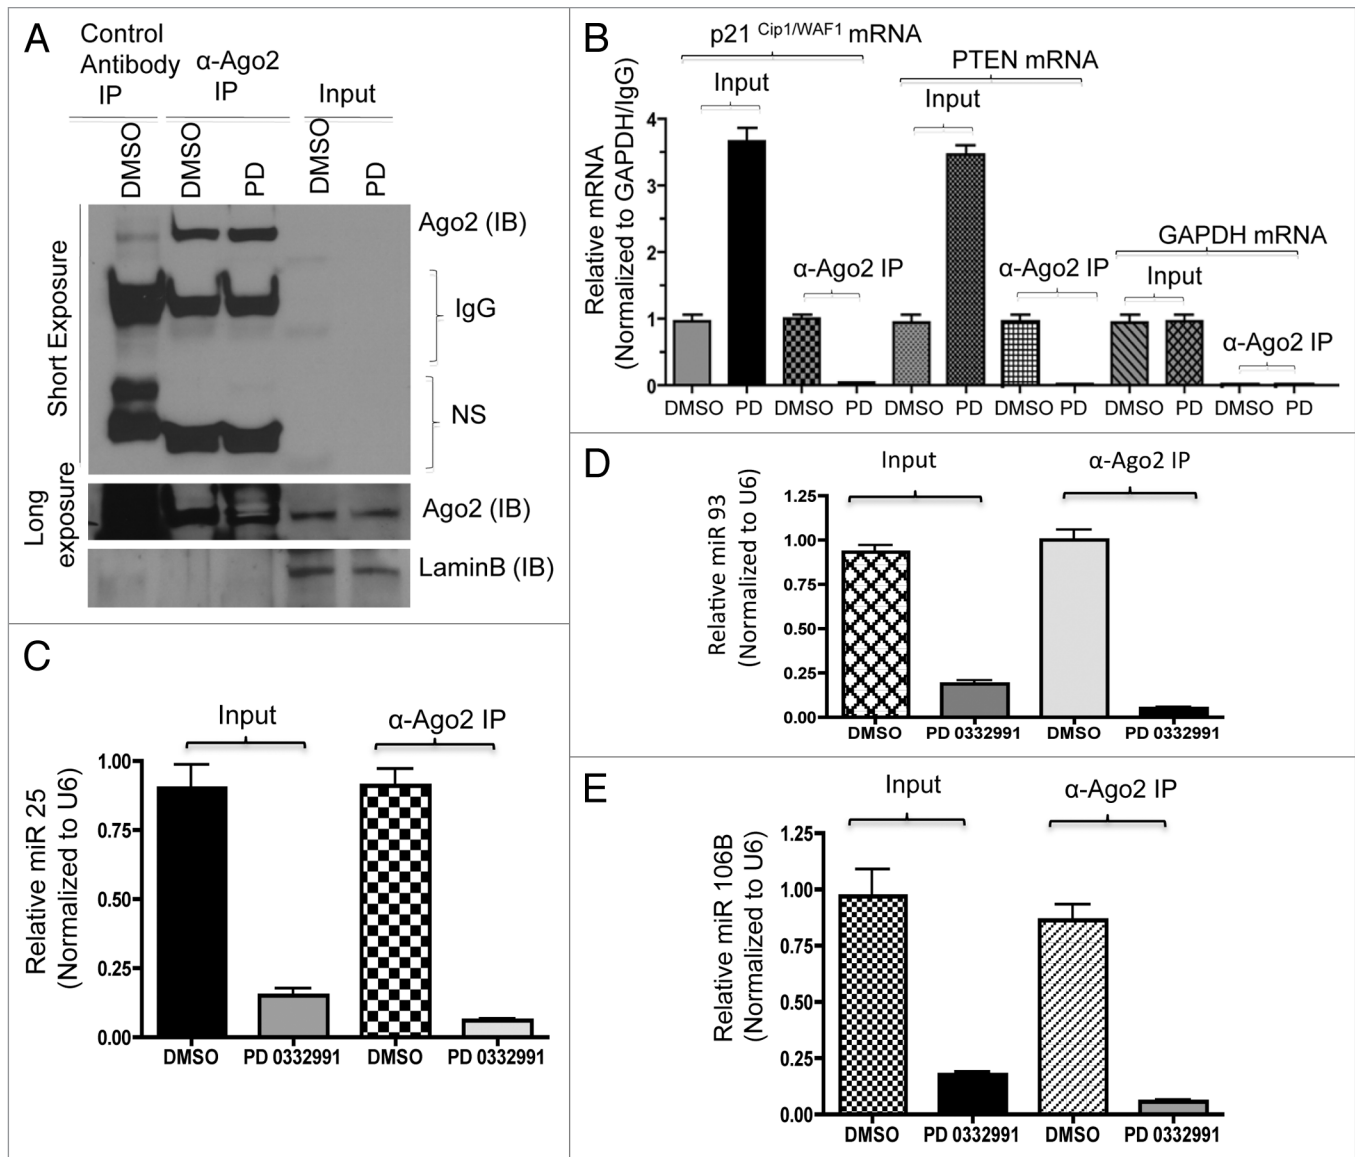 A
Control
Antibody
IP
α-Ago2
IP
Input
DMSO
DMSO
PD
DMSO
PD
Short Exposure
Ago2 (IB)
IgG
NS
Long
exposure
Ago2 (IB)
LaminB (IB)
B
p21 Cip1/WAF1 mRNA
PTEN mRNA
GAPDH mRNA
Input
Input
Input
α-Ago2 IP
α-Ago2 IP
α-Ago2 IP
Relative mRNA
(Normalized to GAPDH/IgG)
4
3
2
1
0
DMSO PD DMSO PD DMSO PD DMSO PD DMSO PD DMSO PD
C
Input
α-Ago2 IP
Relative miR 25
(Normalized to U6)
1.00
0.75
0.50
0.25
0.00
DMSO PD 0332991 DMSO PD 0332991
D
Input
α-Ago2 IP
Relative miR 93
(Normalized to U6)
1.25
1.00
0.75
0.50
0.25
0.00
DMSO PD 0332991 DMSO PD 0332991
E
Input
α-Ago2 IP
Relative miR 106B
(Normalized to U6)
1.25
1.00
0.75
0.50
0.25
0.00
DMSO PD 0332991 DMSO PD 0332991